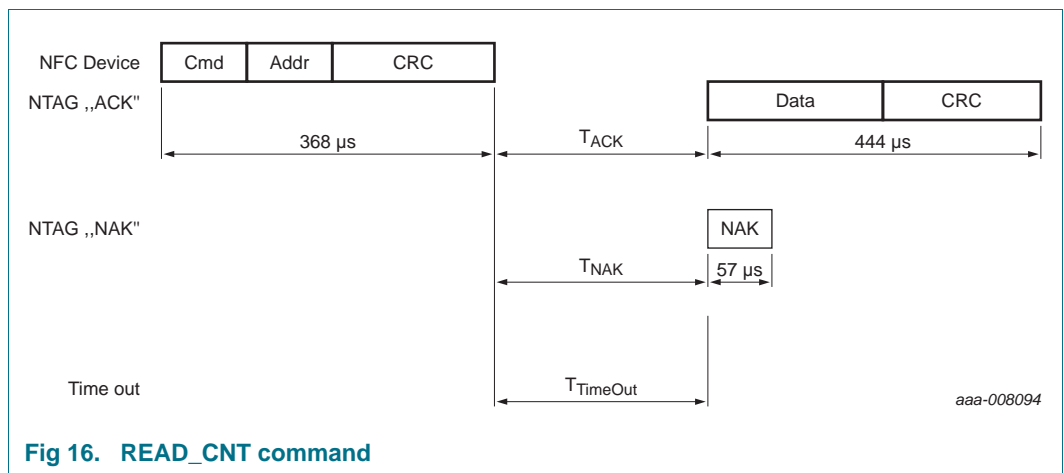 NFC Device Cmd Addr CRC
NTAG ,,ACK" Data CRC
368 µs TACK 444 µs
NTAG ,,NAK" NAK
TNAK 57 µs
Time out TTimeOut
aaa-008094
Fig 16. READ_CNT command